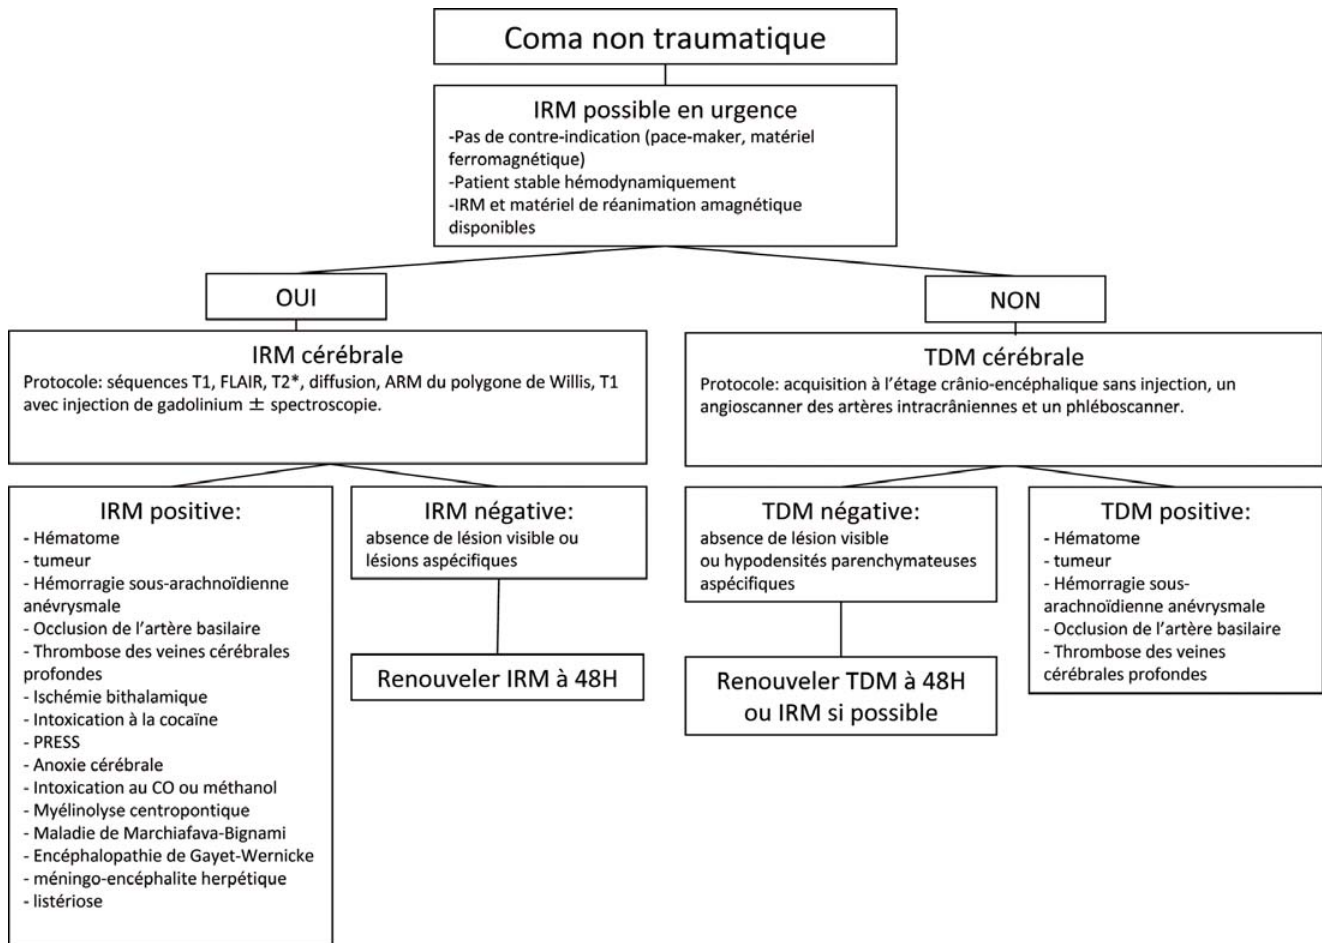 Coma non traumatique
IRM possible en urgence
-Pas de contre-indication (pace-maker, matériel
ferromagnétique)
-Patient stable hémodynamiquement
-IRM et matériel de réanimation amagnétique
disponibles
OUI
NON
IRM cérébrale
Protocole: séquences T1, FLAIR, T2*, diffusion, ARM du polygone de Willis, T1
avec injection de gadolinium ± spectroscopie.
TDM cérébrale
Protocole: acquisition à l'étage crânio-encéphalique sans injection, un
angioscanner des artères intracrâniennes et un phléboscanner.
IRM positive:
- Hématome
- tumeur
- Hémorragie sous-arachnoïdienne
anévrysmale
- Occlusion de l'artère basilaire
- Thrombose des veines cérébrales
profondes
- Ischémie bithalamique
- Intoxication à la cocaïne
- PRESS
- Anoxie cérébrale
- Intoxication au CO ou méthanol
- Myélinolyse centropontique
- Maladie de Marchiafava-Bignami
- Encéphalopathie de Gayet-Wernicke
- méningo-encéphalite herpétique
- listériose
IRM négative:
absence de lésion visible ou
lésions aspécifiques
Renouveler IRM à 48H
TDM négative:
absence de lésion visible
ou hypodensités parenchymateuses
aspécifiques
Renouveler TDM à 48H
ou IRM si possible
TDM positive:
- Hématome
- tumeur
- Hémorragie sous-
arachnoïdienne anévrysmale
- Occlusion de l'artère basilaire
- Thrombose des veines
cérébrales profondes